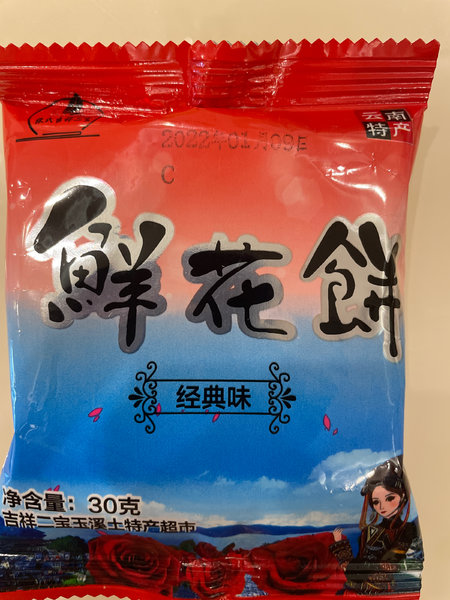 云南
特产
2022年01月09日
C
鮮花餅
经典味
净含量：30克
吉祥二宝玉溪土特产超市